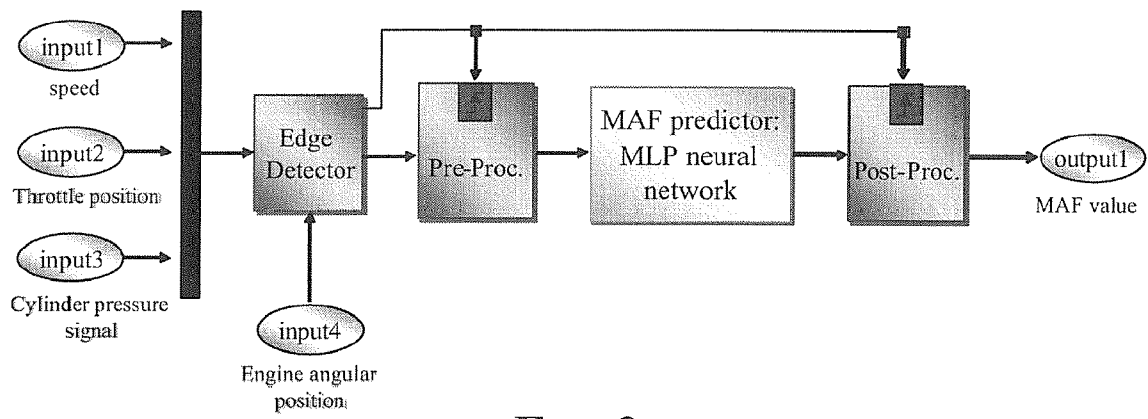 input1
speed
input2
Throttle position
input3
Cylinder pressure
signal
Edge
Detector
input4
Engine angular
position
Pre-Proc.
MAF predictor:
MLP neural
network
Post-Proc.
output1
MAF value